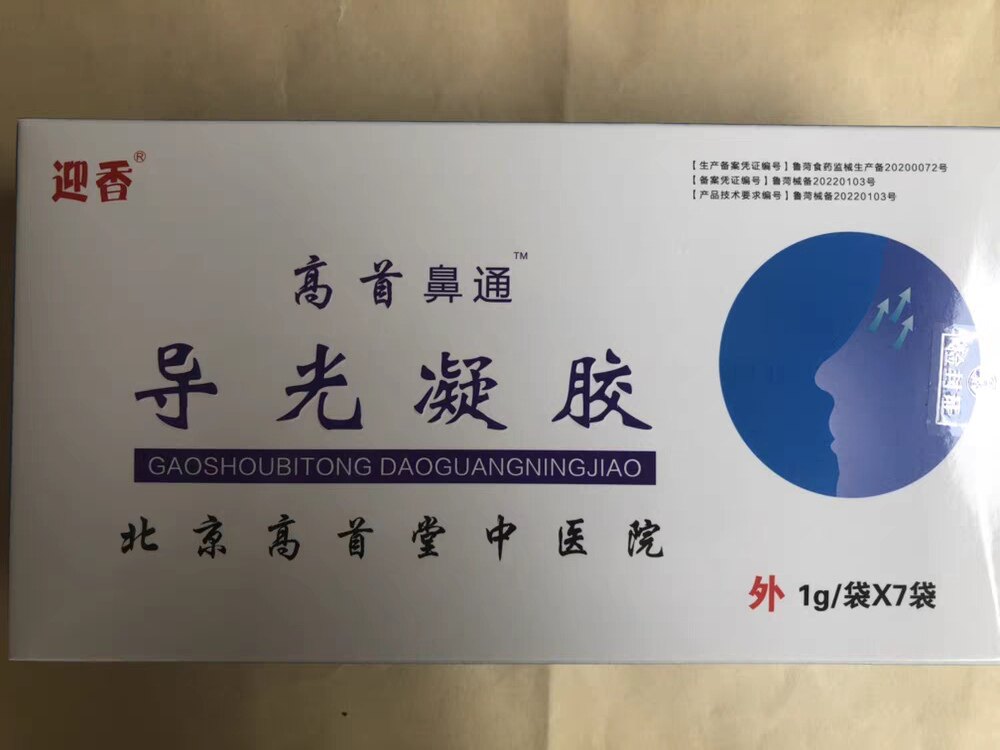 迎香®
【生产备案凭证编号】鲁菏食药监械生产备20200072号
【备案凭证编号】鲁菏械备20220103号
【产品技术要求编号】鲁菏械备20220103号
高首鼻通™
导光凝胶
GAOSHOUBITONG DAOGUANGNINGJIAO
北京高首堂中医院
外 1g/袋X7袋